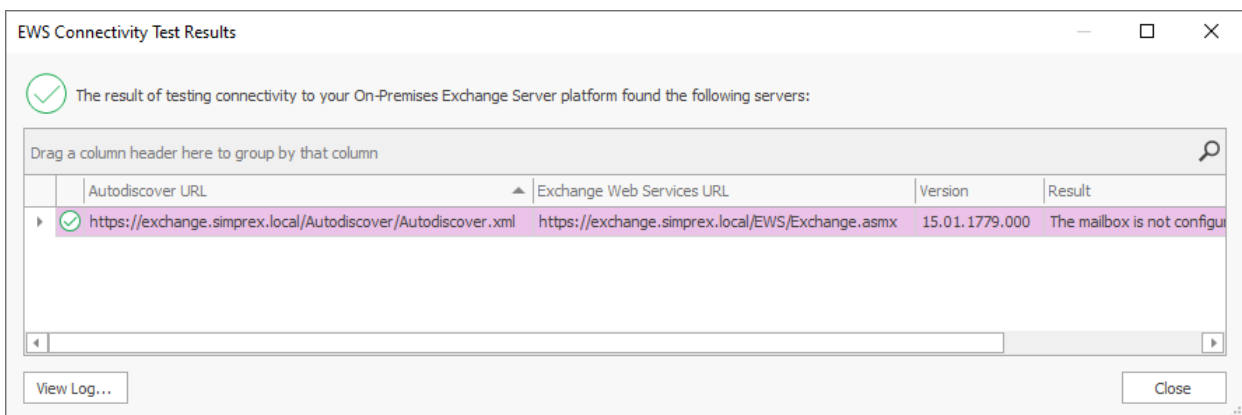 EWS Connectivity Test Results
The result of testing connectivity to your On-Premises Exchange Server platform found the following servers:
Drag a column header here to group by that column
Autodiscover URL Exchange Web Services URL Version Result
https://exchange.simprex.local/Autodiscover/Autodiscover.xml https://exchange.simprex.local/EWS/Exchange.asmx 15.01.1779.000 The mailbox is not configur
View Log... Close